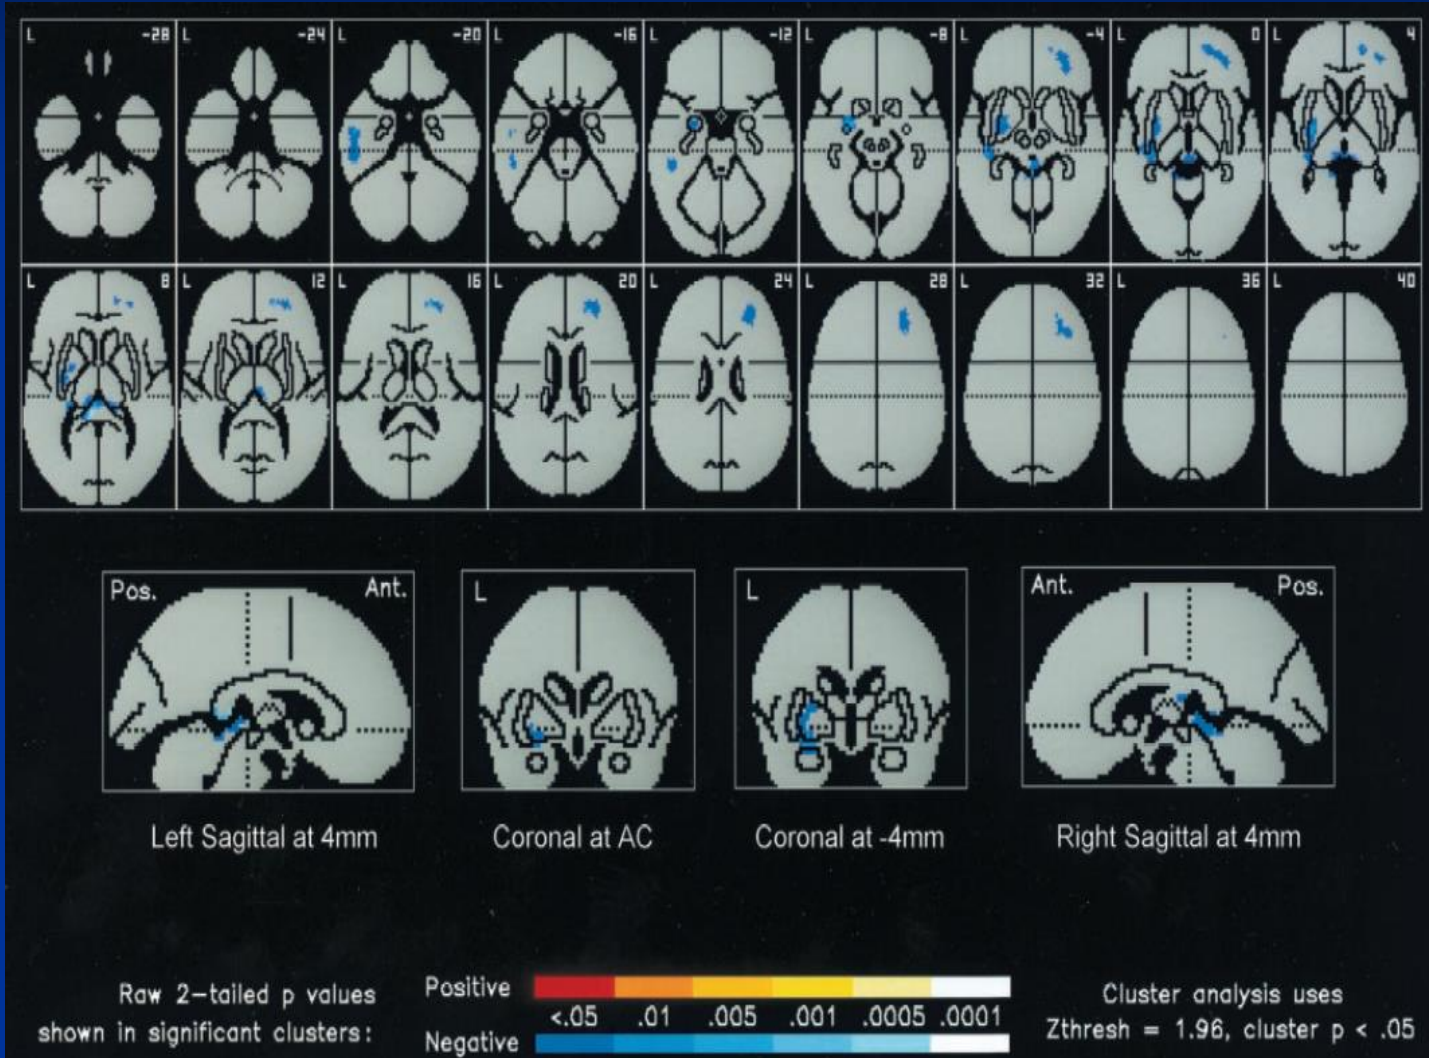 L -28 L -24 L -20 L -16 L -12 L -8 L -4 L 0 L 4
L 8 L 12 L 16 L 20 L 24 L 28 L 32 L 36 L 40
Pos. Ant. L L Ant. Pos.
Left Sagittal at 4mm Coronal at AC Coronal at -4mm Right Sagittal at 4mm
Raw 2-tailed p values
shown in significant clusters:
Positive
<.05 .01 .005 .001 .0005 .0001
Negative
Cluster analysis uses
Zthresh = 1.96, cluster p < .05